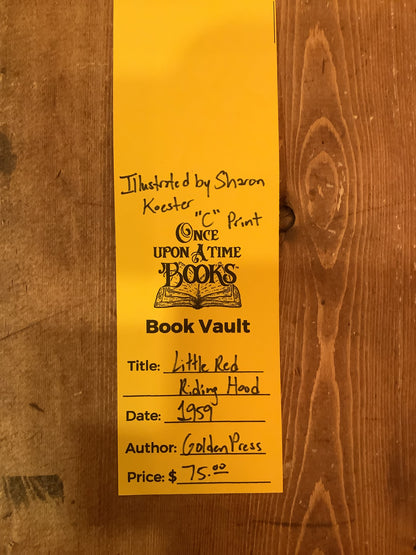 Illustrated by Sharon
Koester
"C" Print
ONCE
UPON A TIME
BOOKS
Book Vault
Title: Little Red
Riding Hood
Date: 1959
Author: Golden Press
Price: $ 75.00